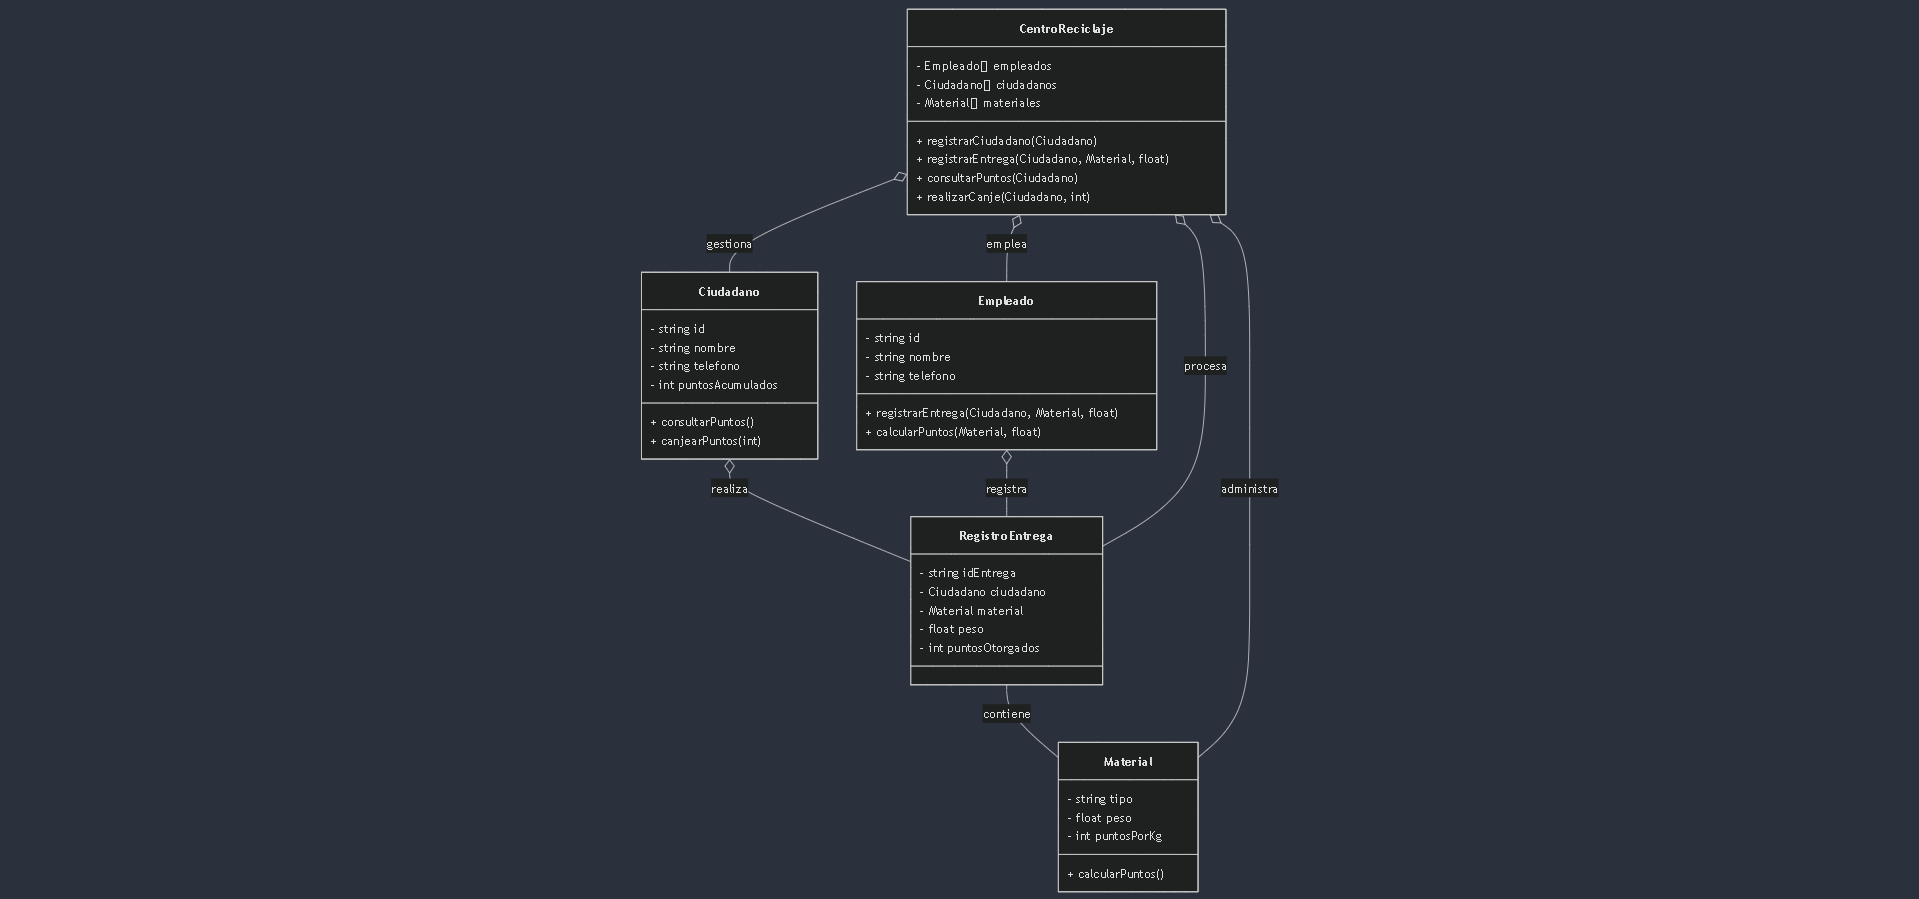 CentroReciclaje
- Empleado[] empleados
- Ciudadano[] ciudadanos
- Material[] materiales
+ registrarCiudadano(Ciudadano)
+ registrarEntrega(Ciudadano, Material, float)
+ consultarPuntos(Ciudadano)
+ realizarCanje(Ciudadano, int)
gestiona
emplea
Ciudadano
- string id
- string nombre
- string telefono
- int puntosAcumulados
+ consultarPuntos()
+ canjearPuntos(int)
Empleado
- string id
- string nombre
- string telefono
+ registrarEntrega(Ciudadano, Material, float)
+ calcularPuntos(Material, float)
procesa
realiza
registra
administra
RegistroEntrega
- string idEntrega
- Ciudadano ciudadano
- Material material
- float peso
- int puntosOtorgados
contiene
Material
- string tipo
- float peso
- int puntosPorKg
+ calcularPuntos()